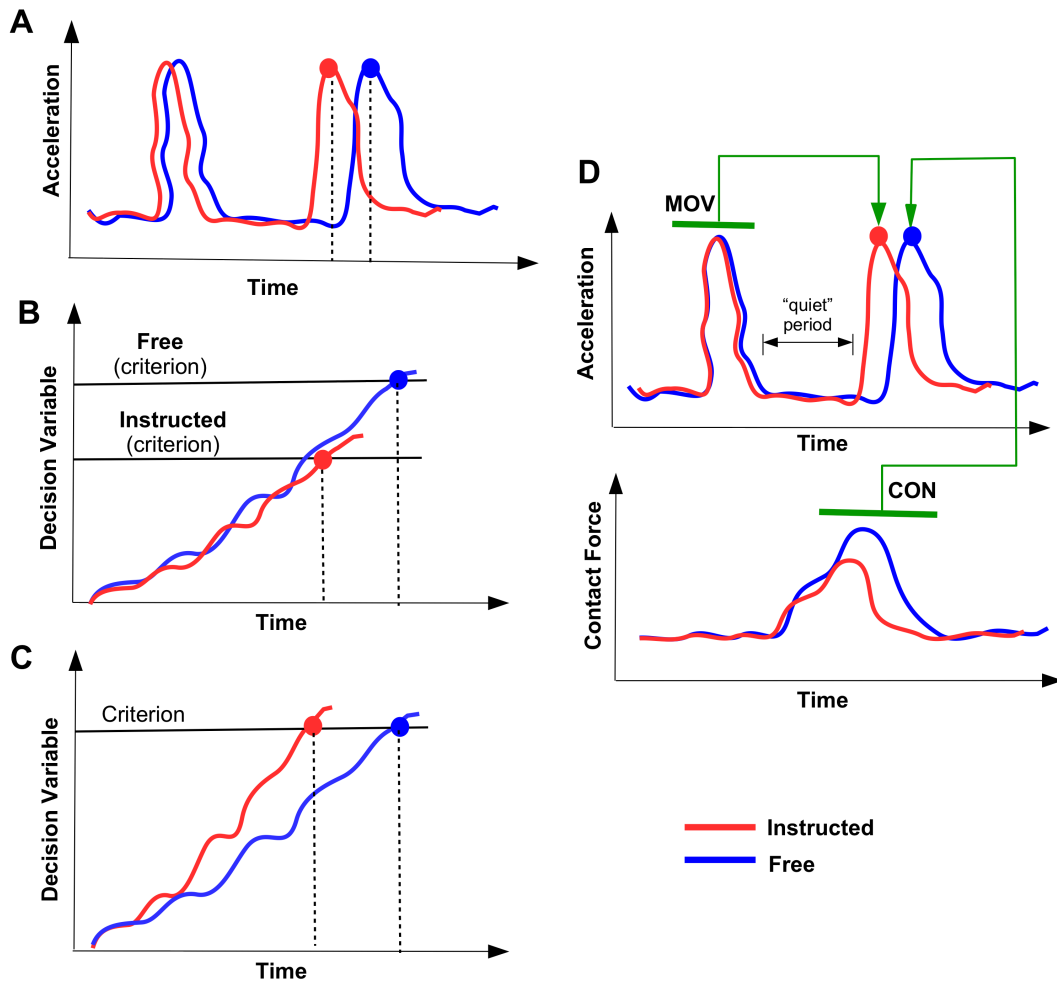 A
Acceleration
Time
B
Free
(criterion)
Instructed
(criterion)
Decision Variable
Time
C
Criterion
Decision Variable
Time
D
MOV
“quiet”
period
Acceleration
Time
CON
Contact Force
Time
Instructed
Free